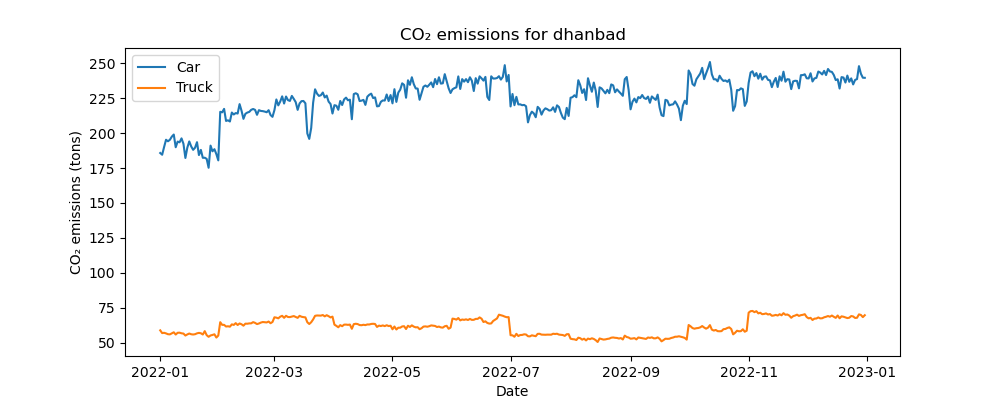 CO₂ emissions for dhanbad
Car
Truck
CO₂ emissions (tons)
250
225
200
175
150
125
100
75
50
2022-01 2022-03 2022-05 2022-07 2022-09 2022-11 2023-01
Date